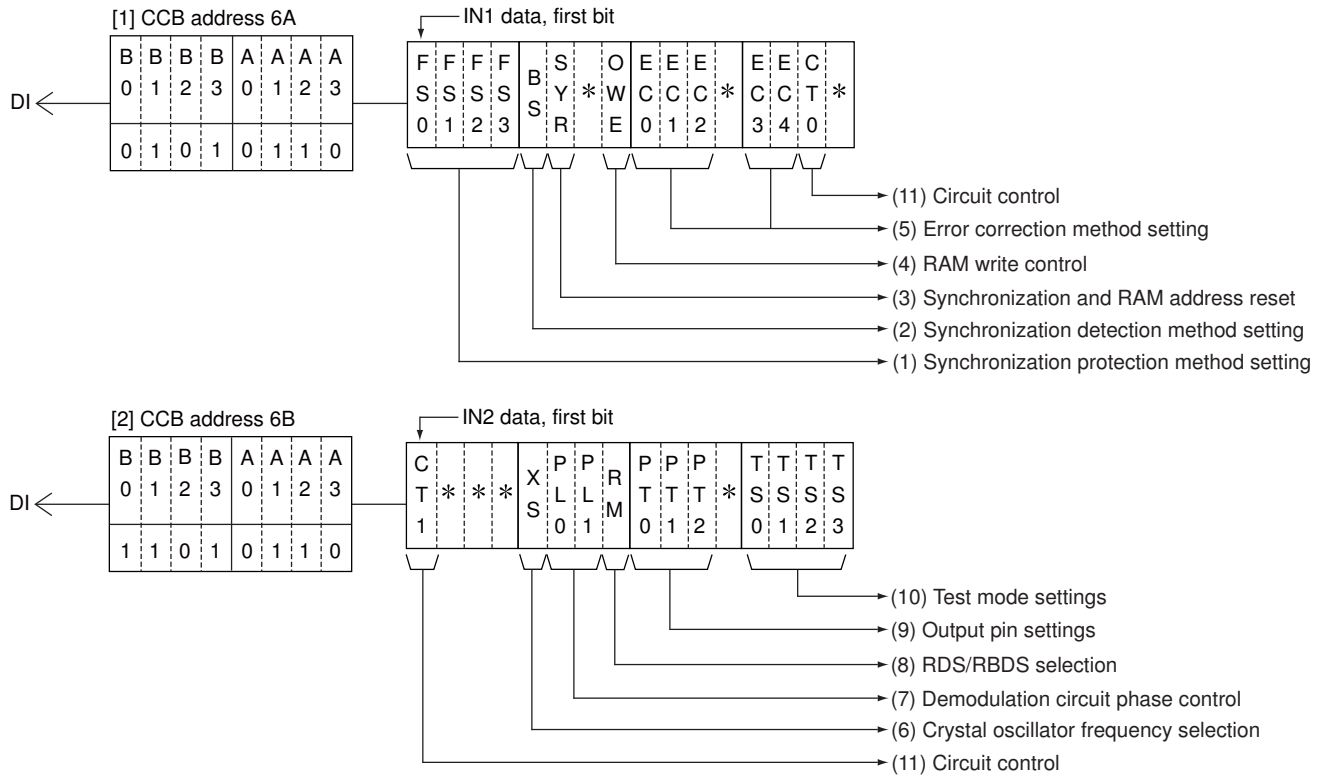 [1] CCB address 6A
IN1 data, first bit
DI
B0 B1 B2 B3 A0 A1 A2 A3
0 1 0 1 0 1 1 0
FS0 FS1 FS2 FS3 BS SYR * OWE EC0 EC1 EC2 * EC3 EC4 CT0 *
(11) Circuit control
(5) Error correction method setting
(4) RAM write control
(3) Synchronization and RAM address reset
(2) Synchronization detection method setting
(1) Synchronization protection method setting
[2] CCB address 6B
IN2 data, first bit
DI
B0 B1 B2 B3 A0 A1 A2 A3
1 1 0 1 0 1 1 0
CT1 * * * XS PL0 PL1 RM PT0 PT1 PT2 * TS0 TS1 TS2 TS3
(10) Test mode settings
(9) Output pin settings
(8) RDS/RBDS selection
(7) Demodulation circuit phase control
(6) Crystal oscillator frequency selection
(11) Circuit control